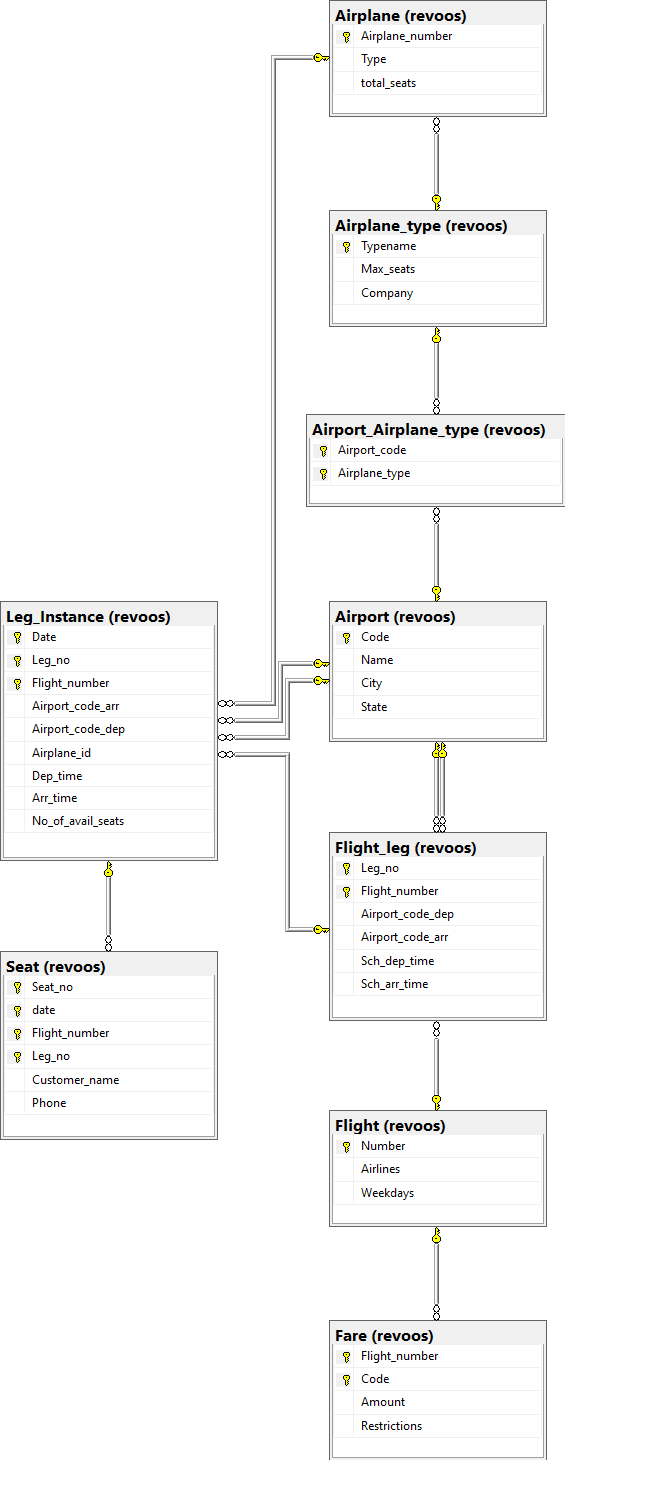 Airplane (revoos)
Airplane_number
Type
total_seats
Airplane_type (revoos)
Typename
Max_seats
Company
Airport_Airplane_type (revoos)
Airport_code
Airplane_type
Leg_Instance (revoos)
Date
Leg_no
Flight_number
Airport_code_arr
Airport_code_dep
Airplane_id
Dep_time
Arr_time
No_of_avail_seats
Airport (revoos)
Code
Name
City
State
Flight_leg (revoos)
Leg_no
Flight_number
Airport_code_dep
Airport_code_arr
Sch_dep_time
Sch_arr_time
Seat (revoos)
Seat_no
date
Flight_number
Leg_no
Customer_name
Phone
Flight (revoos)
Number
Airlines
Weekdays
Fare (revoos)
Flight_number
Code
Amount
Restrictions